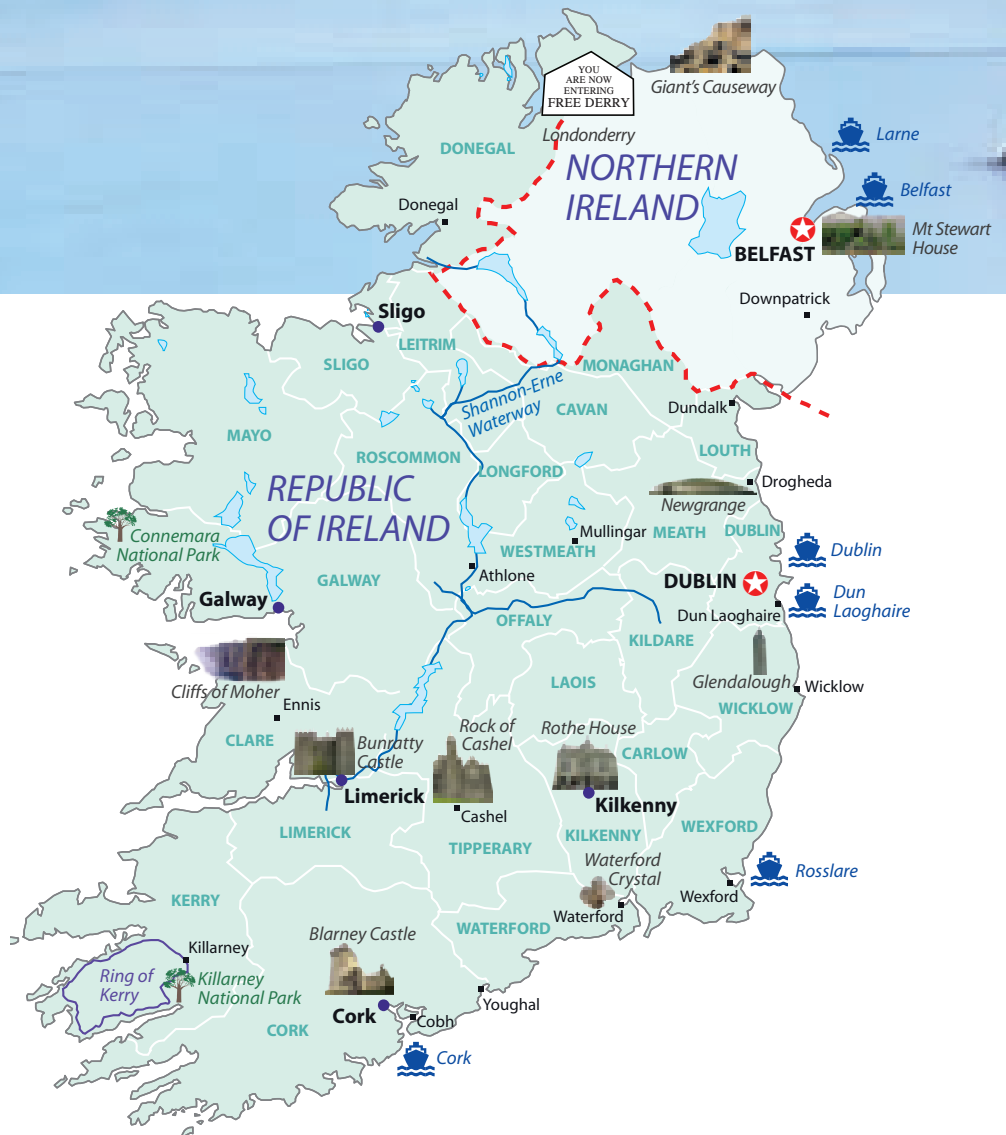 YOU
ARE NOW
ENTERING
FREE DERRY
Giant's Causeway
Londonderry
Larne
DONEGAL
NORTHERN
IRELAND
Belfast
Donegal
Mt Stewart
House
BELFAST
Downpatrick
Sligo
LEITRIM
SLIGO
MONAGHAN
Shannon-Erne
Waterway
CAVAN
Dundalk
MAYO
LOUTH
ROSCOMMON
LONGFORD
REPUBLIC
OF IRELAND
Drogheda
Newgrange
Connemara
National Park
Mullingar
MEATH
DUBLIN
WESTMEATH
Dublin
GALWAY
Athlone
DUBLIN
Dun
Laoghaire
Galway
Dun Laoghaire
OFFALY
KILDARE
Cliffs of Moher
LAOIS
Glendalough
Wicklow
Ennis
WICKLOW
CLARE
Bunratty
Castle
Rock of
Cashel
Rothe House
CARLOW
Limerick
Kilkenny
Cashel
LIMERICK
TIPPERARY
KILKENNY
WEXFORD
Waterford
Crystal
Rosslare
KERRY
Wexford
Waterford
WATERFORD
Blarney Castle
Killarney
Ring of
Kerry
Killarney
National Park
Youghal
Cork
Cobh
CORK
Cork